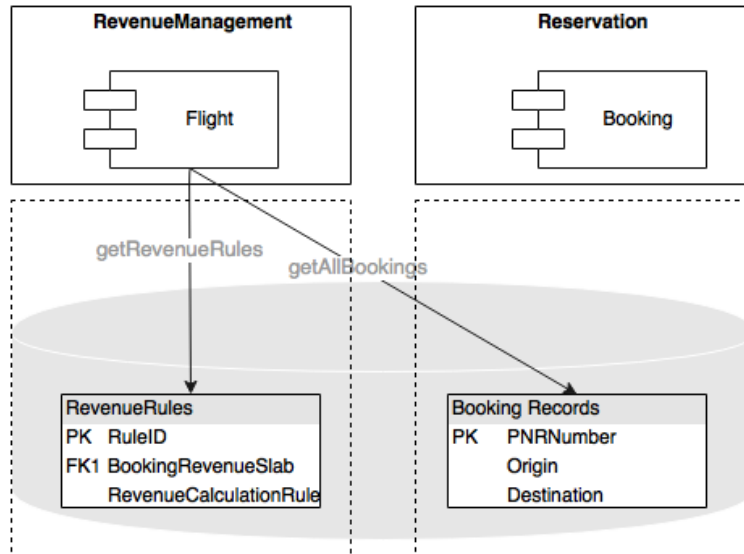 RevenueManagement
Reservation
Flight
Booking
getRevenueRules
getAllBookings
RevenueRules
PK RuleID
FK1 BookingRevenueSlab
RevenueCalculationRule
Booking Records
PK PNRNumber
Origin
Destination